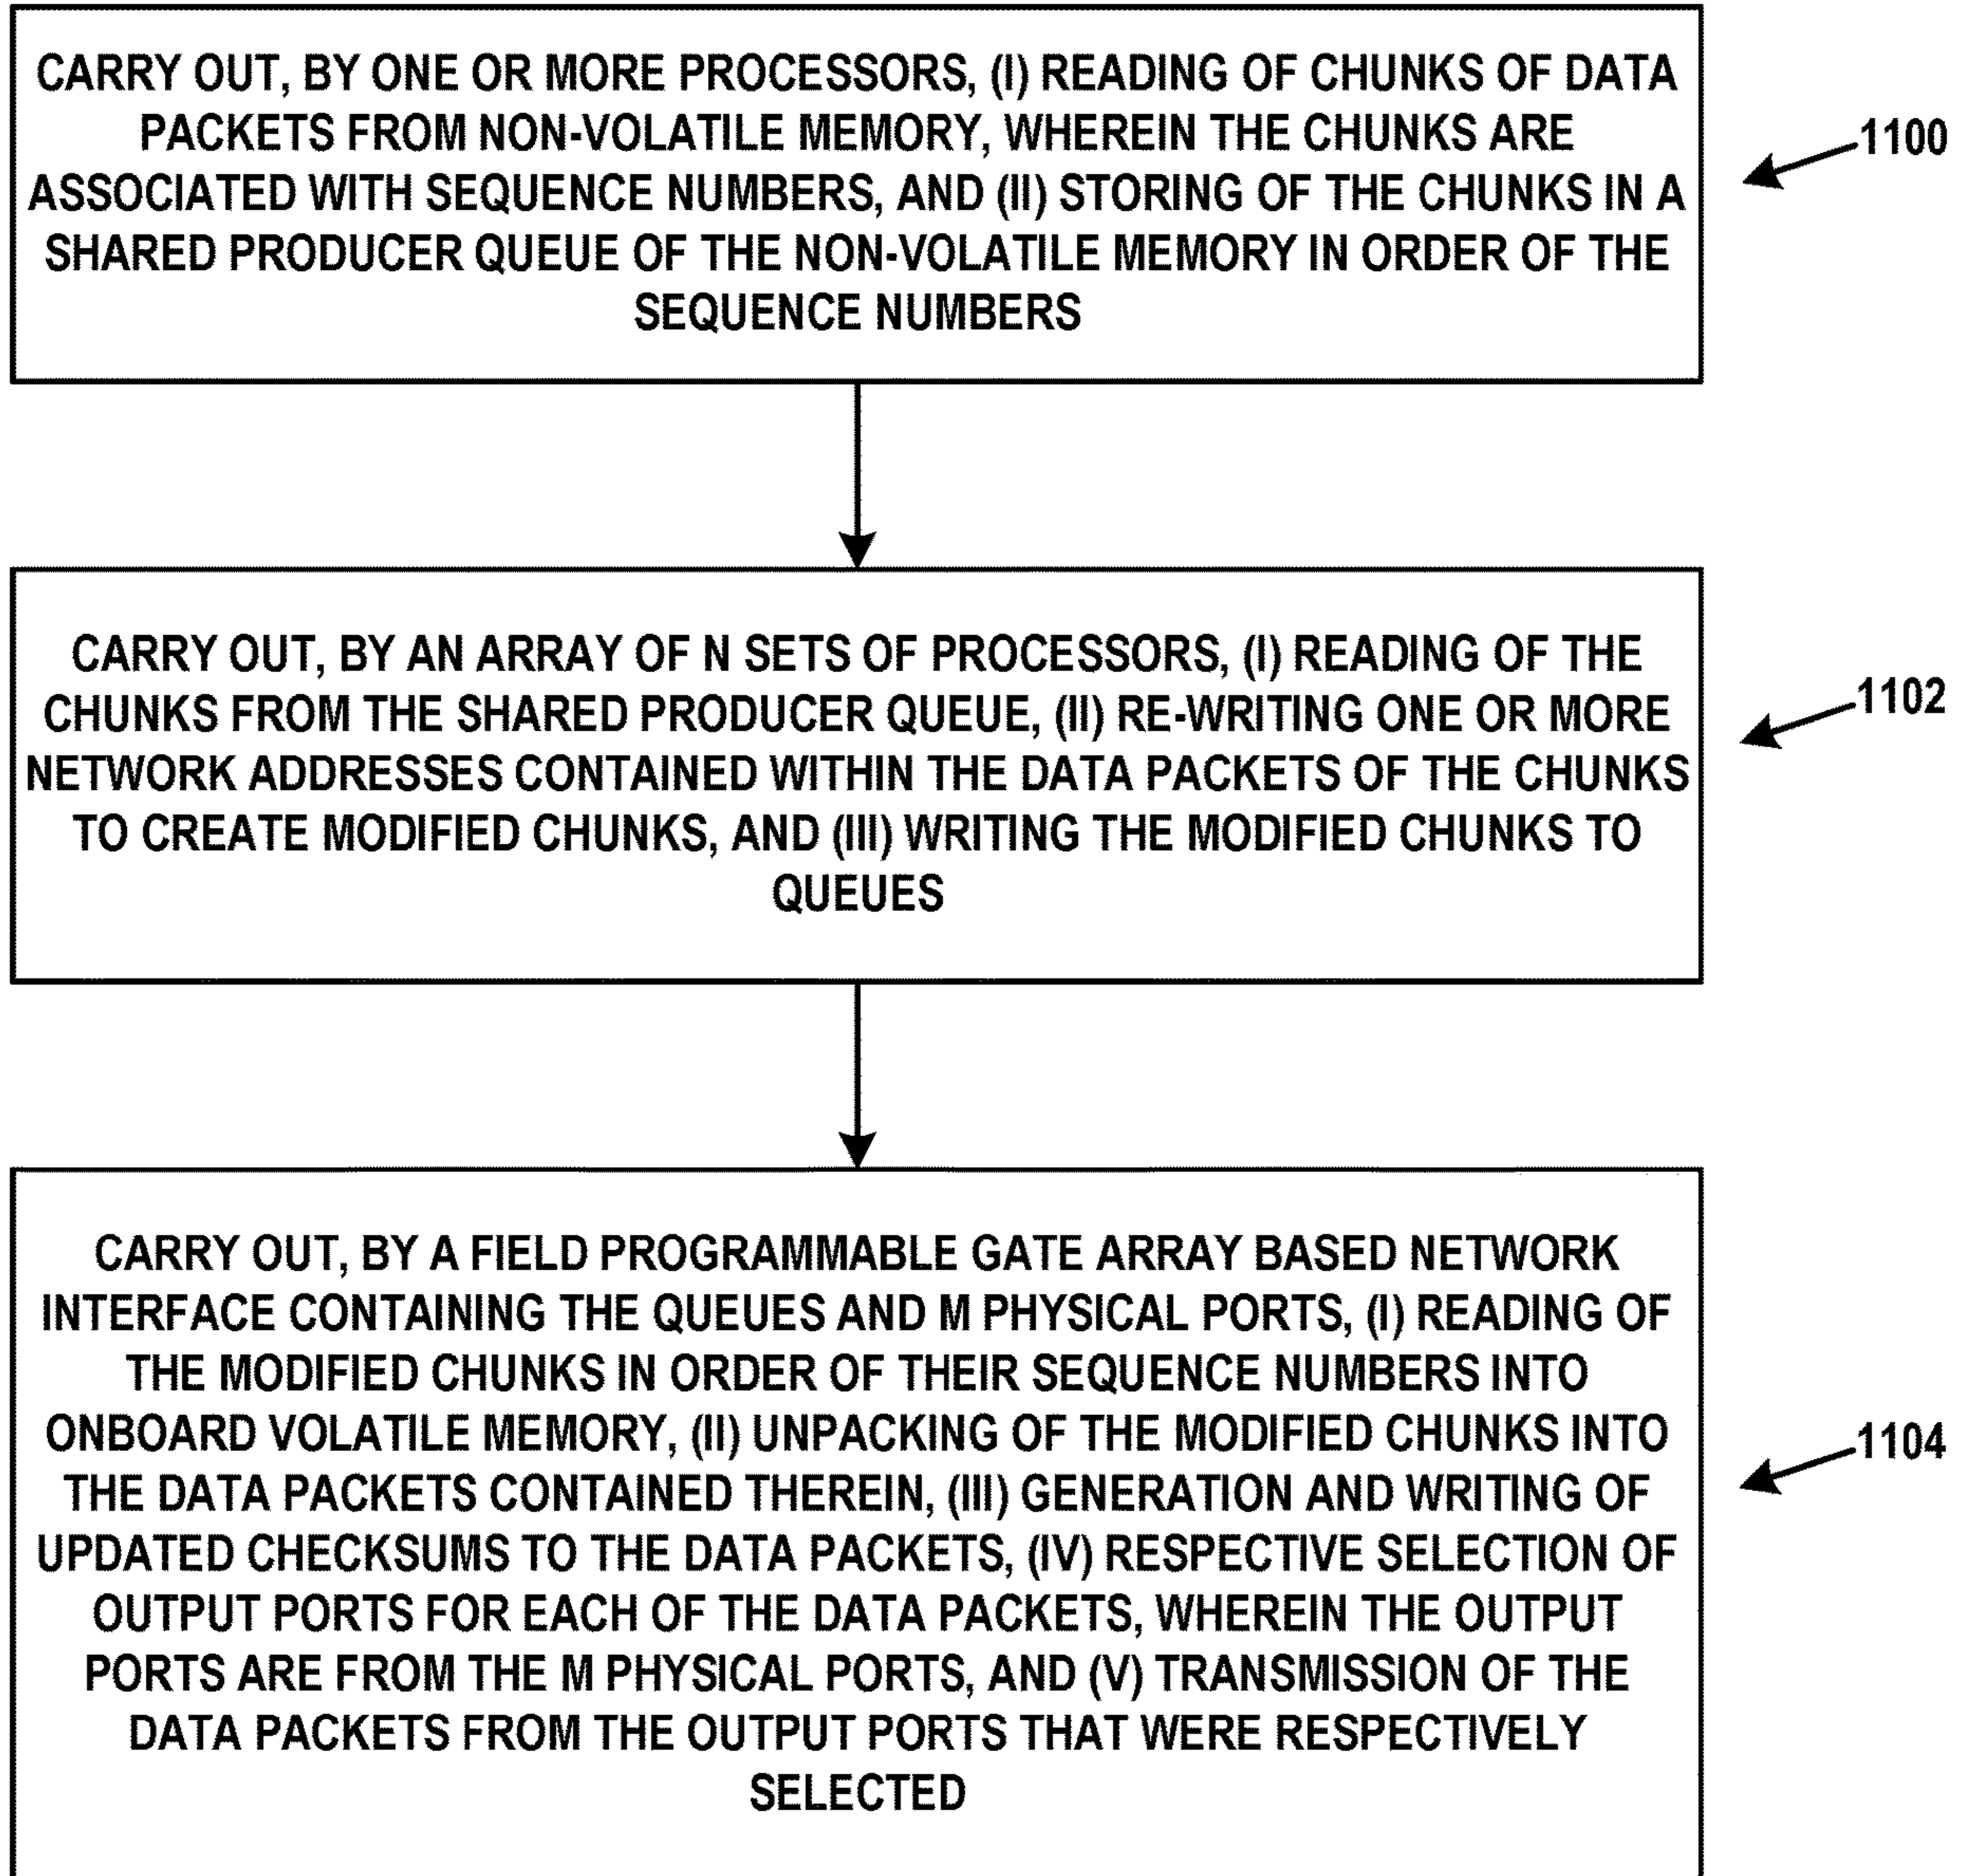 CARRY OUT, BY ONE OR MORE PROCESSORS, (I) READING OF CHUNKS OF DATA
PACKETS FROM NON-VOLATILE MEMORY, WHEREIN THE CHUNKS ARE
ASSOCIATED WITH SEQUENCE NUMBERS, AND (II) STORING OF THE CHUNKS IN A
SHARED PRODUCER QUEUE OF THE NON-VOLATILE MEMORY IN ORDER OF THE
SEQUENCE NUMBERS
1100
CARRY OUT, BY AN ARRAY OF N SETS OF PROCESSORS, (I) READING OF THE
CHUNKS FROM THE SHARED PRODUCER QUEUE, (II) RE-WRITING ONE OR MORE
NETWORK ADDRESSES CONTAINED WITHIN THE DATA PACKETS OF THE CHUNKS
TO CREATE MODIFIED CHUNKS, AND (III) WRITING THE MODIFIED CHUNKS TO
QUEUES
1102
CARRY OUT, BY A FIELD PROGRAMMABLE GATE ARRAY BASED NETWORK
INTERFACE CONTAINING THE QUEUES AND M PHYSICAL PORTS, (I) READING OF
THE MODIFIED CHUNKS IN ORDER OF THEIR SEQUENCE NUMBERS INTO
ONBOARD VOLATILE MEMORY, (II) UNPACKING OF THE MODIFIED CHUNKS INTO
THE DATA PACKETS CONTAINED THEREIN, (III) GENERATION AND WRITING OF
UPDATED CHECKSUMS TO THE DATA PACKETS, (IV) RESPECTIVE SELECTION OF
OUTPUT PORTS FOR EACH OF THE DATA PACKETS, WHEREIN THE OUTPUT
PORTS ARE FROM THE M PHYSICAL PORTS, AND (V) TRANSMISSION OF THE
DATA PACKETS FROM THE OUTPUT PORTS THAT WERE RESPECTIVELY
SELECTED
1104